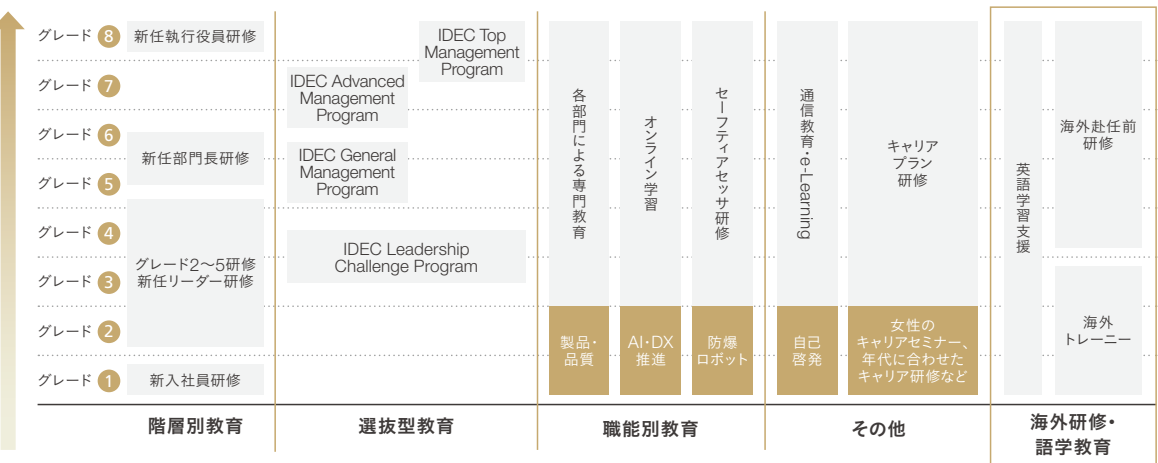 グレード 8
グレード 7
グレード 6
グレード 5
グレード 4
グレード 3
グレード 2
グレード 1
新任執行役員研修
新任部門長研修
グレード2〜5研修
新任リーダー研修
新入社員研修
階層別教育
IDEC Top
Management
Program
IDEC Advanced
Management
Program
IDEC General
Management
Program
IDEC Leadership
Challenge Program
選抜型教育
各部門による専門教育
製品・
品質
オンライン学習
AI・DX
推進
セーフティアセッサ研修
防爆
ロボット
職能別教育
通信教育・e-Learning
自己
啓発
キャリア
プラン
研修
女性の
キャリアセミナー、
年代に合わせた
キャリア研修など
その他
英語学習支援
海外赴任前
研修
海外
トレーニー
海外研修・
語学教育